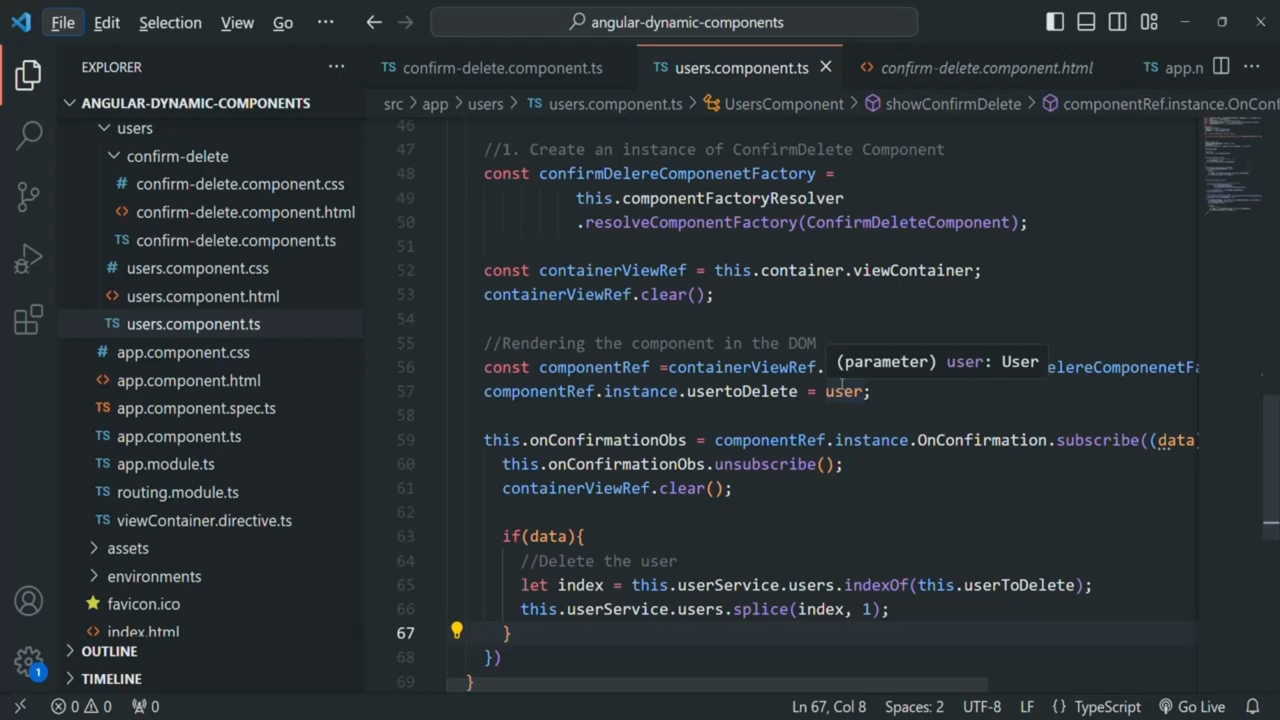 File Edit Selection View Go ··· angular-dynamic-components
EXPLORER ···
ANGULAR-DYNAMIC-COMPONENTS
users
confirm-delete
# confirm-delete.component.css
<> confirm-delete.component.html
TS confirm-delete.component.ts
# users.component.css
<> users.component.html
TS users.component.ts
# app.component.css
<> app.component.html
TS app.component.spec.ts
TS app.component.ts
TS app.module.ts
TS routing.module.ts
TS viewContainer.directive.ts
assets
environments
favicon.ico
<> index.html
OUTLINE
TIMELINE
1
TS confirm-delete.component.ts TS users.component.ts <> confirm-delete.component.html TS app.n ···
src > app > users > TS users.component.ts > UsersComponent > showConfirmDelete > componentRef.instance.OnConf
46
47 //1. Create an instance of ConfirmDelete Component
48 const confirmDelereComponenetFactory =
49 this.componentFactoryResolver
50 .resolveComponentFactory(ConfirmDeleteComponent);
51
52 const containerViewRef = this.container.viewContainer;
53 containerViewRef.clear();
54
55 //Rendering the component in the DOM
56 const componentRef =containerViewRef. elereComponenetFa
(parameter) user: User
57 componentRef.instance.usertoDelete = user;
58
59 this.onConfirmationObs = componentRef.instance.OnConfirmation.subscribe((data
60 this.onConfirmationObs.unsubscribe();
61 containerViewRef.clear();
62
63 if(data){
64 //Delete the user
65 let index = this.userService.users.indexOf(this.userToDelete);
66 this.userService.users.splice(index, 1);
67 }
68 })
69 }
0 0 0 Ln 67, Col 8 Spaces: 2 UTF-8 LF {} TypeScript Go Live